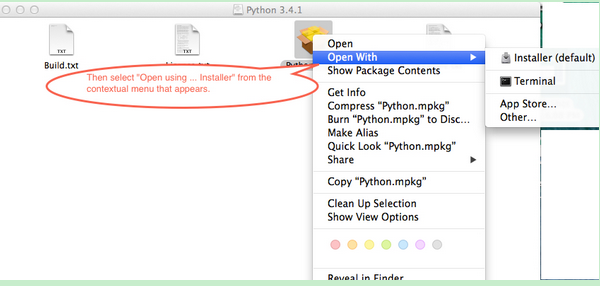 Python 3.4.1
TXT
TXT
Build.txt
Then select "Open using ... Installer" from the
contextual menu that appears.
Open
Open With
Show Package Contents
Get Info
Compress “Python.mpkg”
Burn “Python.mpkg” to Disc...
Make Alias
Quick Look “Python.mpkg”
Share
Copy “Python.mpkg”
Clean Up Selection
Show View Options
Reveal in Finder
Installer (default)
Terminal
App Store...
Other...